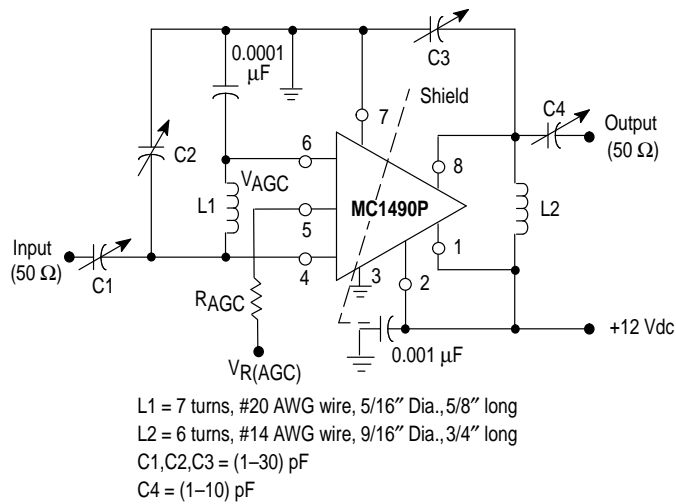 0.0001
µF
C3
Shield
C4
Output
(50 Ω)
7
6
C2
8
VAGC
L1
MC1490P
L2
5
Input
(50 Ω)
1
4
3
2
C1
RAGC
+12 Vdc
0.001 µF
VR(AGC)
L1 = 7 turns, #20 AWG wire, 5/16″ Dia., 5/8″ long
L2 = 6 turns, #14 AWG wire, 9/16″ Dia., 3/4″ long
C1,C2,C3 = (1–30) pF
C4 = (1–10) pF